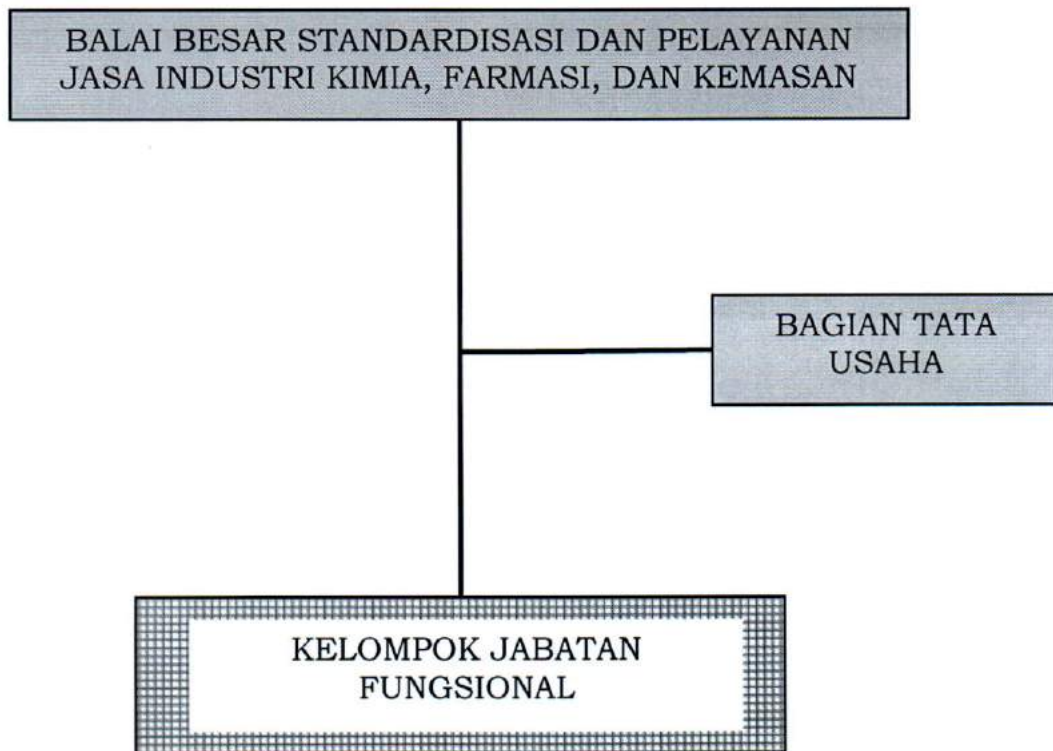 BALAI BESAR STANDARDISASI DAN PELAYANAN
JASA INDUSTRI KIMIA, FARMASI, DAN KEMASAN
BAGIAN TATA
USAHA
KELOMPOK JABATAN
FUNGSIONAL